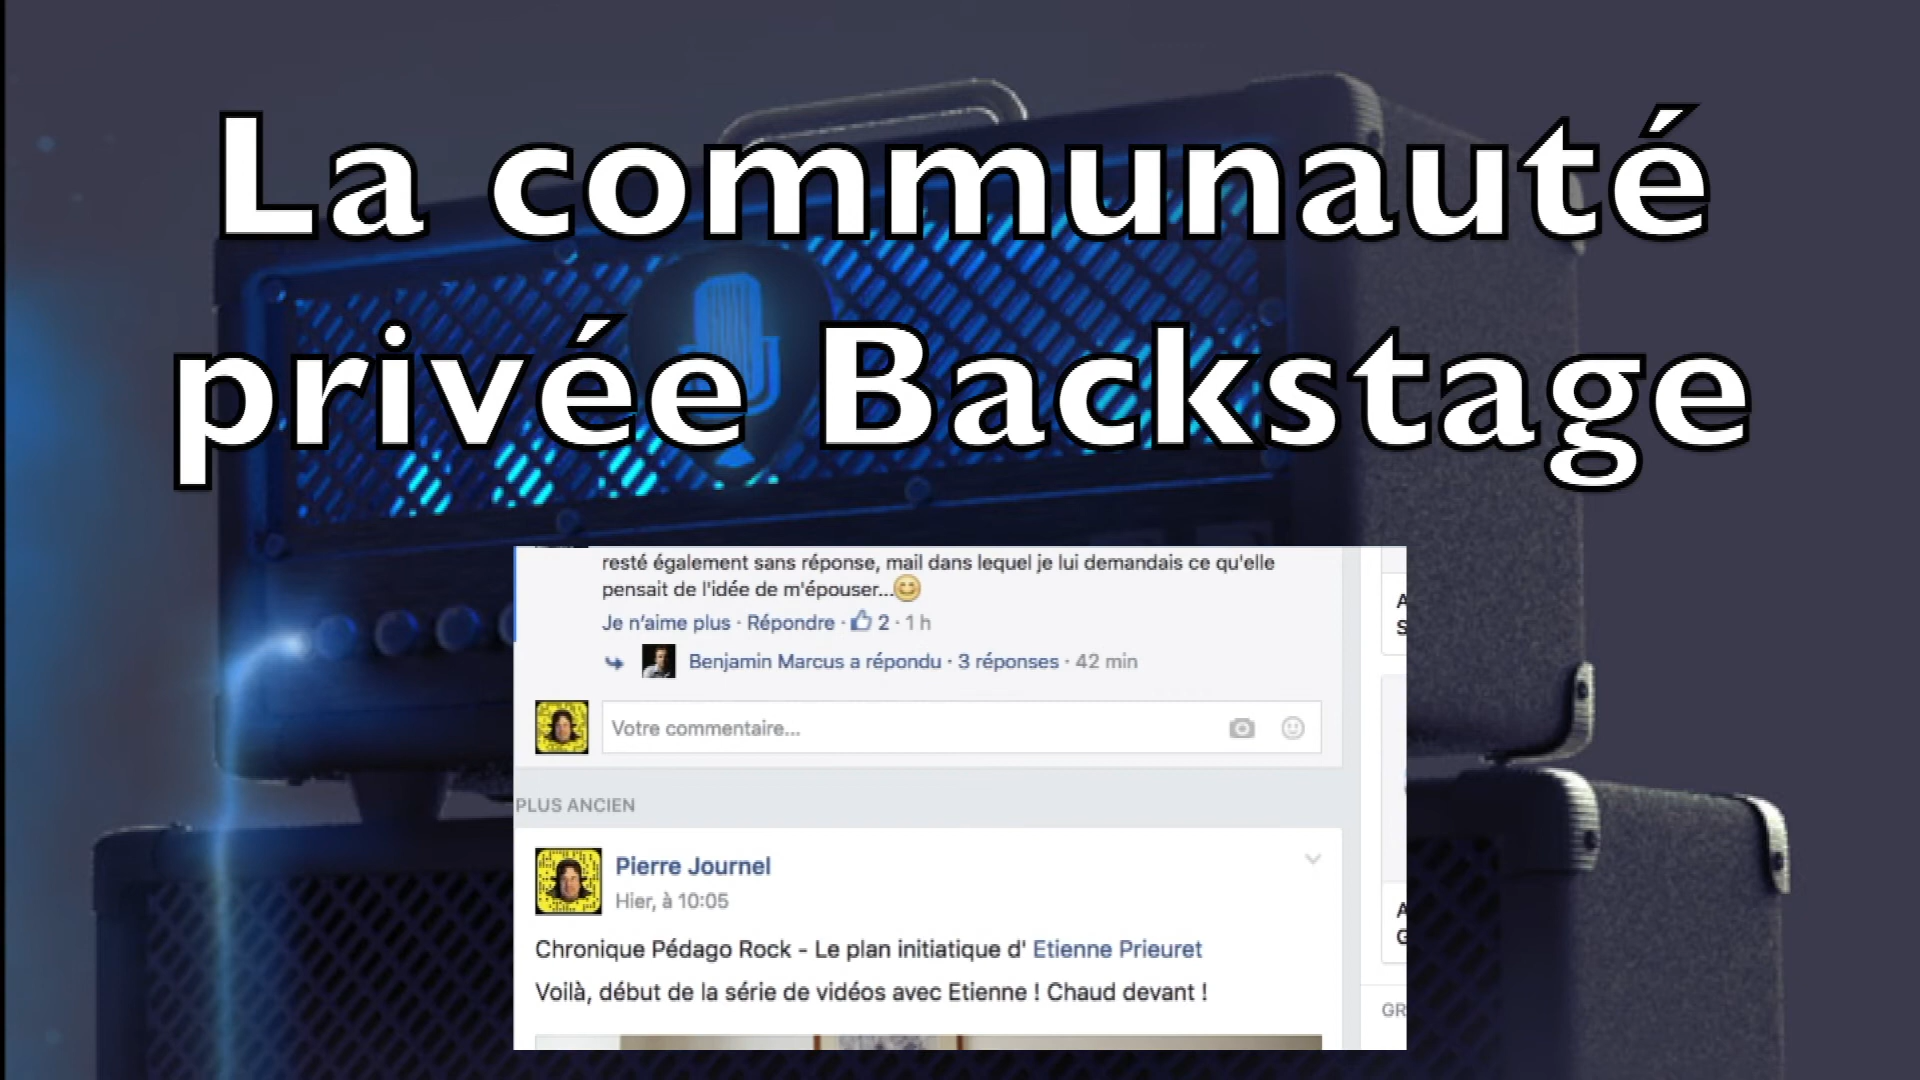 La communauté
privée Backstage
resté également sans réponse, mail dans lequel je lui demandais ce qu'elle
pensait de l'idée de m'épouser...😊
Je n'aime plus · Répondre · 2 · 1 h
Benjamin Marcus a répondu · 3 réponses · 42 min
Votre commentaire...
PLUS ANCIEN
Pierre Journel
Hier, à 10:05
Chronique Pédago Rock - Le plan initiatique d' Etienne Prieuret
Voilà, début de la série de vidéos avec Etienne ! Chaud devant !
A
S
A
G
GR